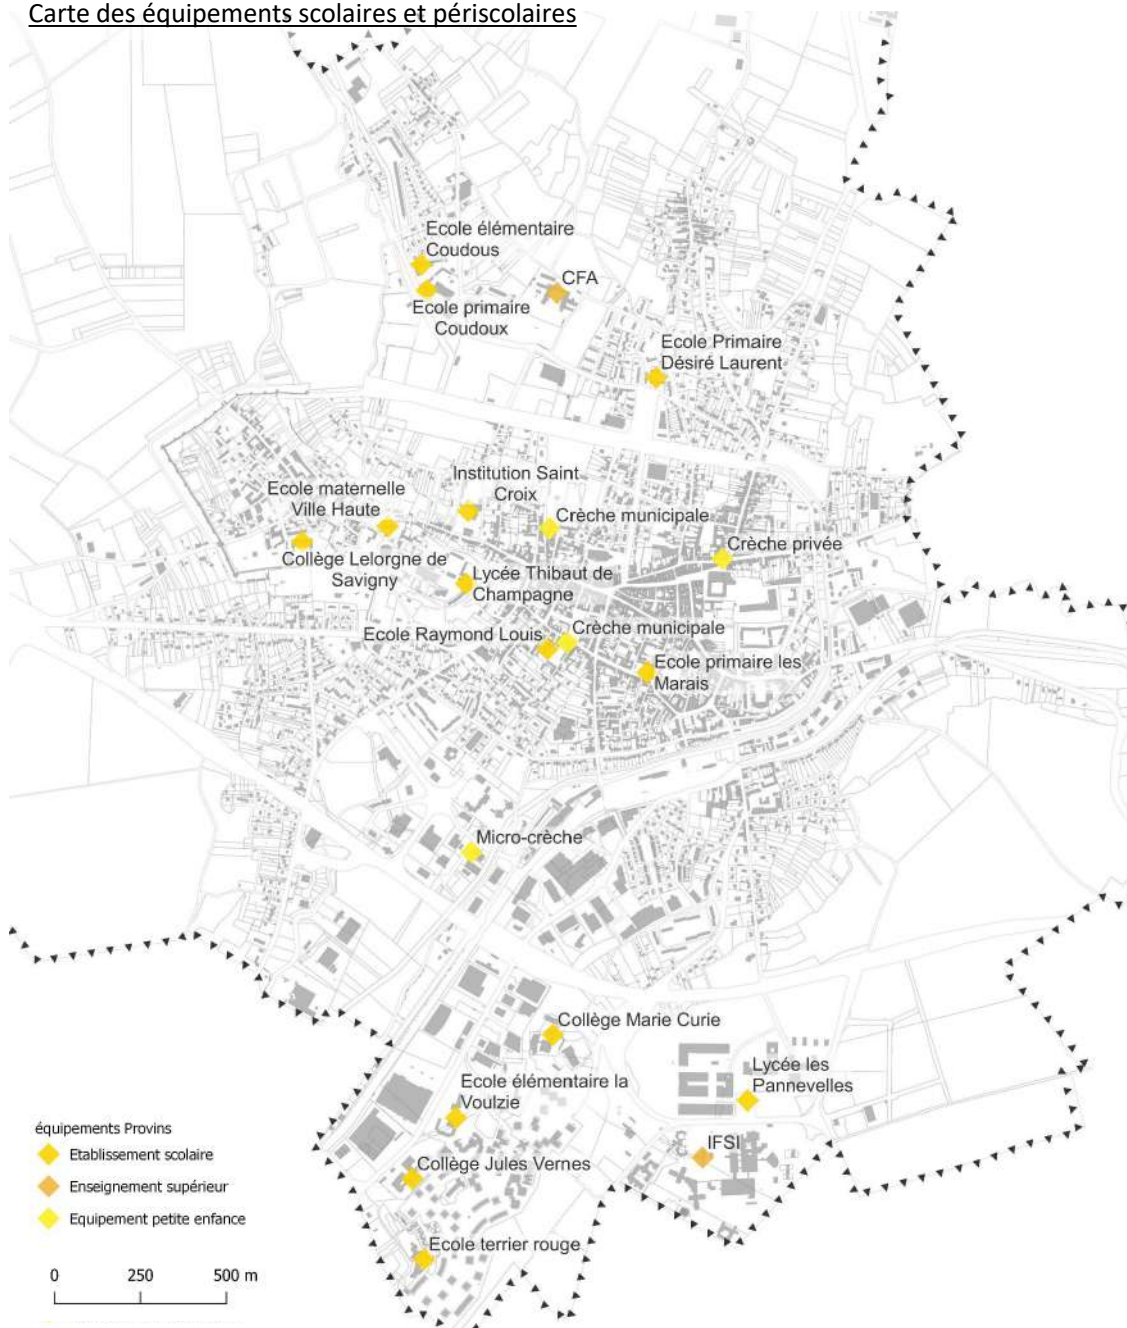 Carte des équipements scolaires et périscolaires
Ecole élémentaire
Coudous
CFA
Ecole primaire
Coudoux
Ecole Primaire
Désiré Laurent
Institution Saint
Croix
Ecole maternelle
Ville Haute
Crèche municipale
Crèche privée
Collège Lelorgne de
Savigny
Lycée Thibaut de
Champagne
Crèche municipale
Ecole Raymond Louis
Ecole primaire les
Marais
Micro-crèche
Collège Marie Curie
Lycée les
Pannevelles
Ecole élémentaire la
Voulzie
IFSI
Collège Jules Vernes
Ecole terrier rouge
équipements Provins
Etablissement scolaire
Enseignement supérieur
Equipement petite enfance
0 250 500 m